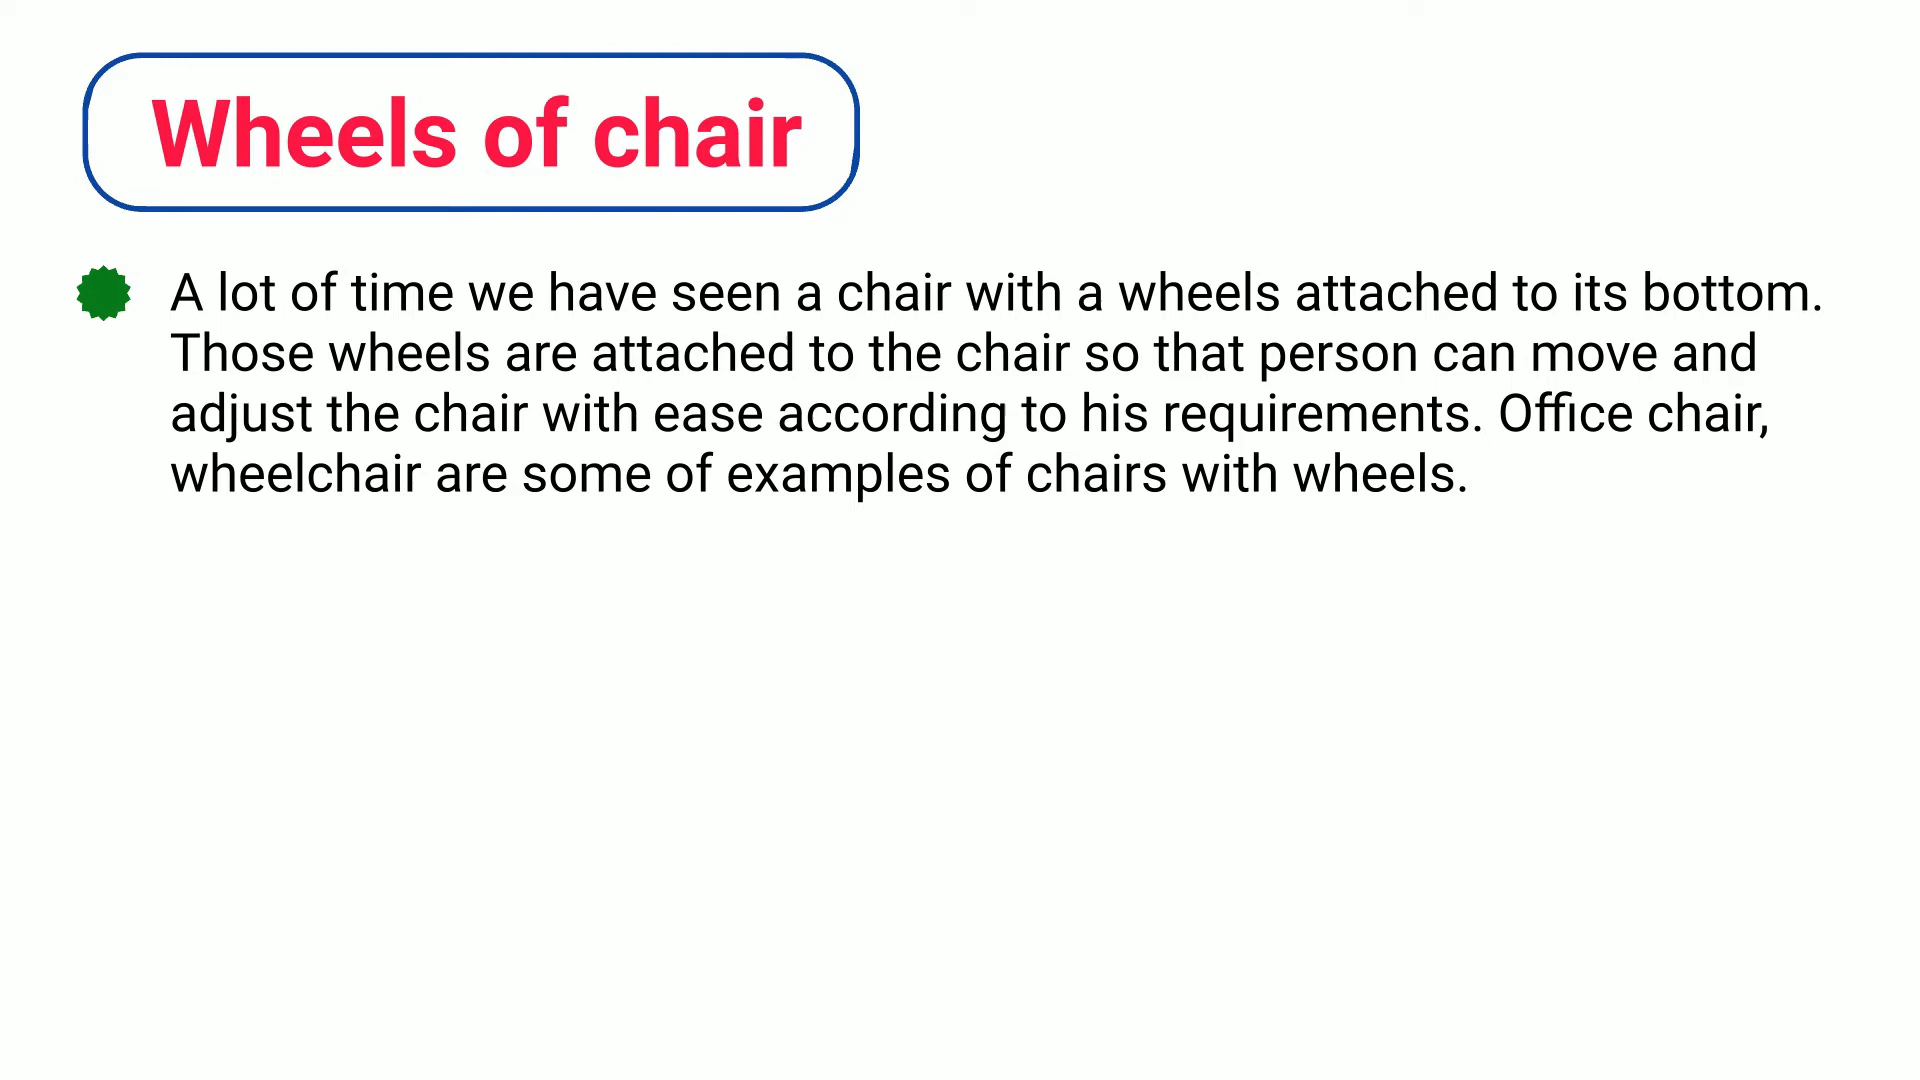 Wheels of chair
A lot of time we have seen a chair with a wheels attached to its bottom.
Those wheels are attached to the chair so that person can move and
adjust the chair with ease according to his requirements. Office chair,
wheelchair are some of examples of chairs with wheels.